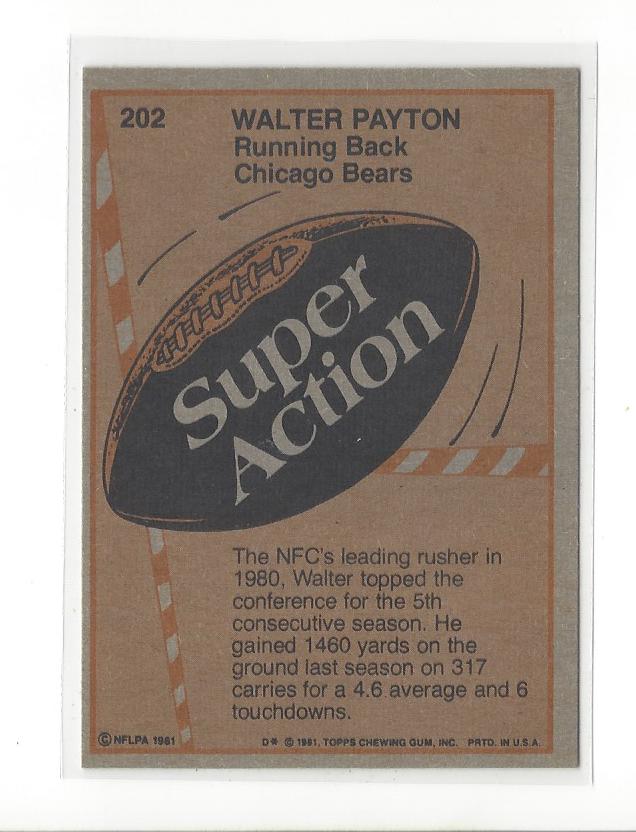 202
WALTER PAYTON
Running Back
Chicago Bears
Super
Action
The NFC's leading rusher in
1980, Walter topped the
conference for the 5th
consecutive season. He
gained 1460 yards on the
ground last season on 317
carries for a 4.6 average and 6
touchdowns.
© NFLPA 1981 D* © 1981, TOPPS CHEWING GUM, INC. PRTD. IN U.S.A.